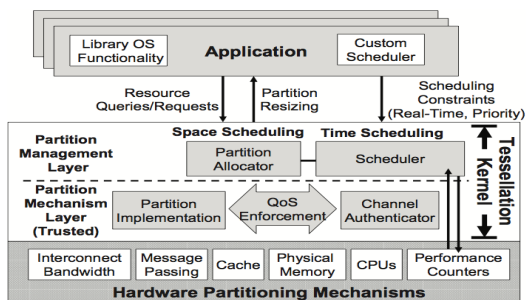 Application
Library OS
Functionality
Custom
Scheduler
Resource
Queries/Requests
Partition
Resizing
Scheduling
Constraints
(Real-Time, Priority)
Space Scheduling
Time Scheduling
Partition
Management
Layer
Partition
Allocator
Scheduler
Tessellation
Kernel
Partition
Mechanism
Layer
(Trusted)
Partition
Implementation
QoS
Enforcement
Channel
Authenticator
Interconnect
Bandwidth
Message
Passing
Cache
Physical
Memory
CPUs
Performance
Counters
Hardware Partitioning Mechanisms